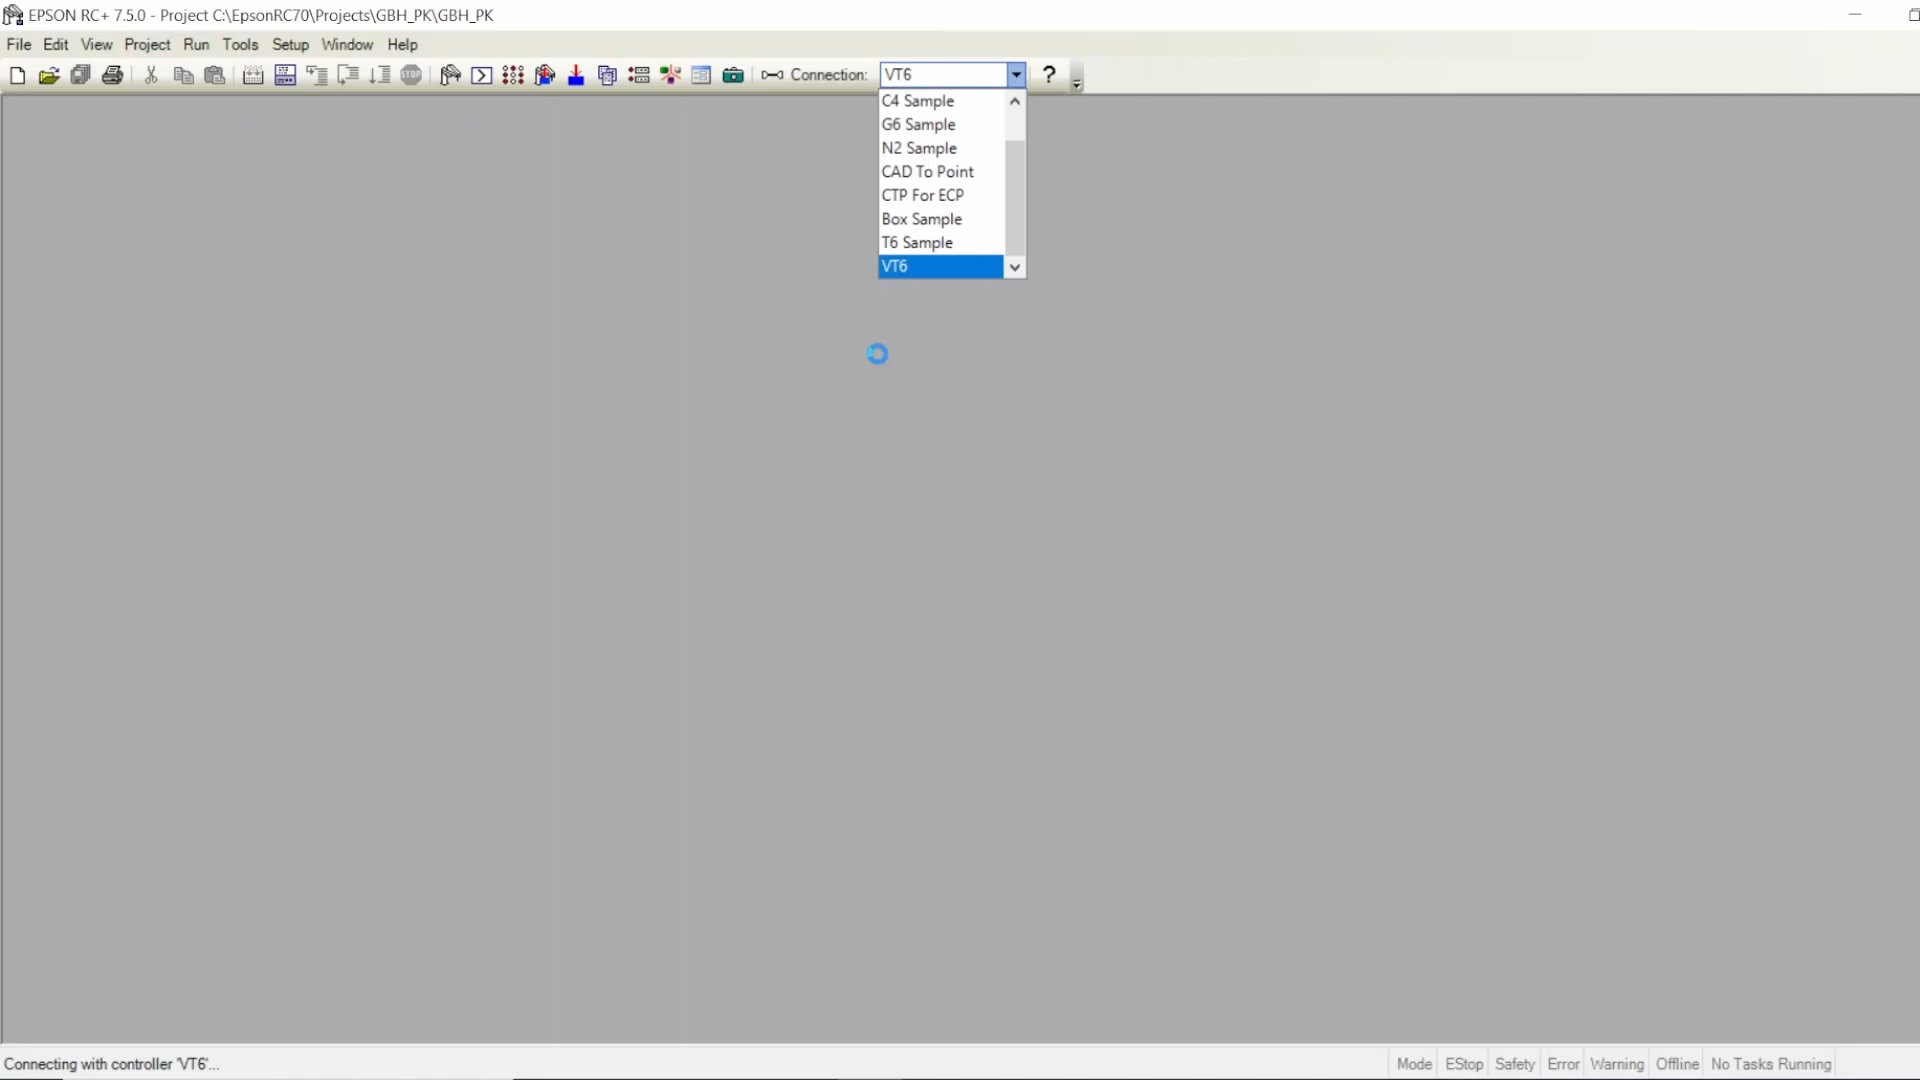 EPSON RC+ 7.5.0 - Project C:\EpsonRC70\Projects\GBH_PK\GBH_PK
File Edit View Project Run Tools Setup Window Help
STOP Connection: VT6 ?
C4 Sample
G6 Sample
N2 Sample
CAD To Point
CTP For ECP
Box Sample
T6 Sample
VT6
Connecting with controller 'VT6'... Mode EStop Safety Error Warning Offline No Tasks Running